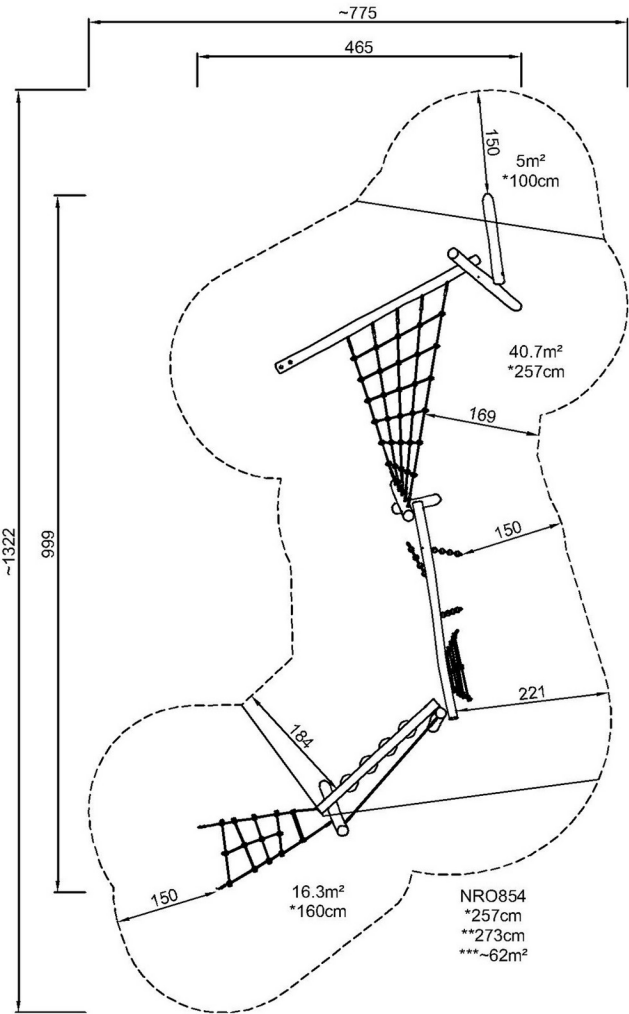 ~775
465
150
5m²
*100cm
40.7m²
*257cm
169
~1322
999
150
221
184
150
16.3m²
*160cm
NRO854
*257cm
**273cm
***~62m²